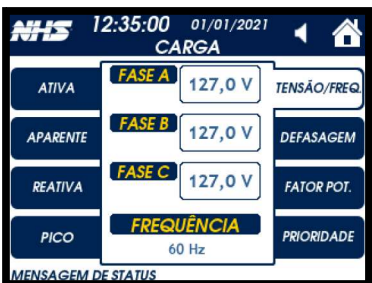 NHS 12:35:00 01/01/2021
CARGA
ATIVA FASE A 127,0 V TENSÃO/FREQ.
APARENTE FASE B 127,0 V DEFASAGEM
REATIVA FASE C 127,0 V FATOR POT.
PICO FREQUÊNCIA PRIORIDADE
60 Hz
MENSAGEM DE STATUS